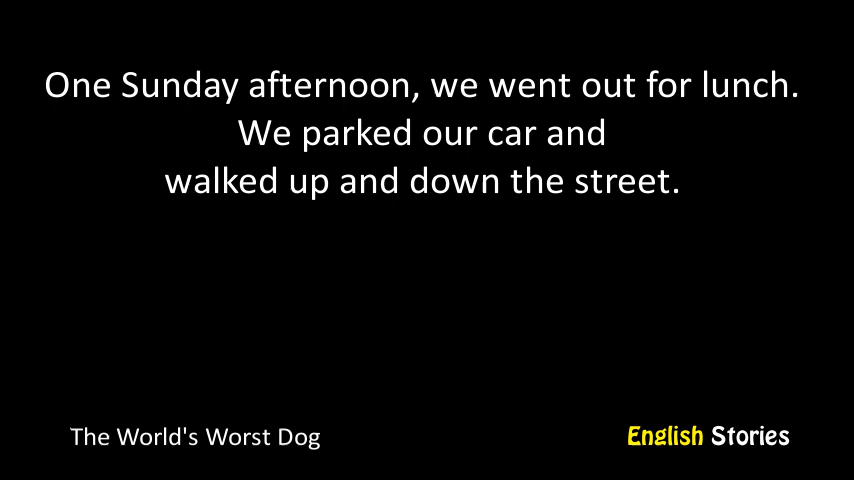 One Sunday afternoon, we went out for lunch.
We parked our car and
walked up and down the street.
The World's Worst Dog
English Stories